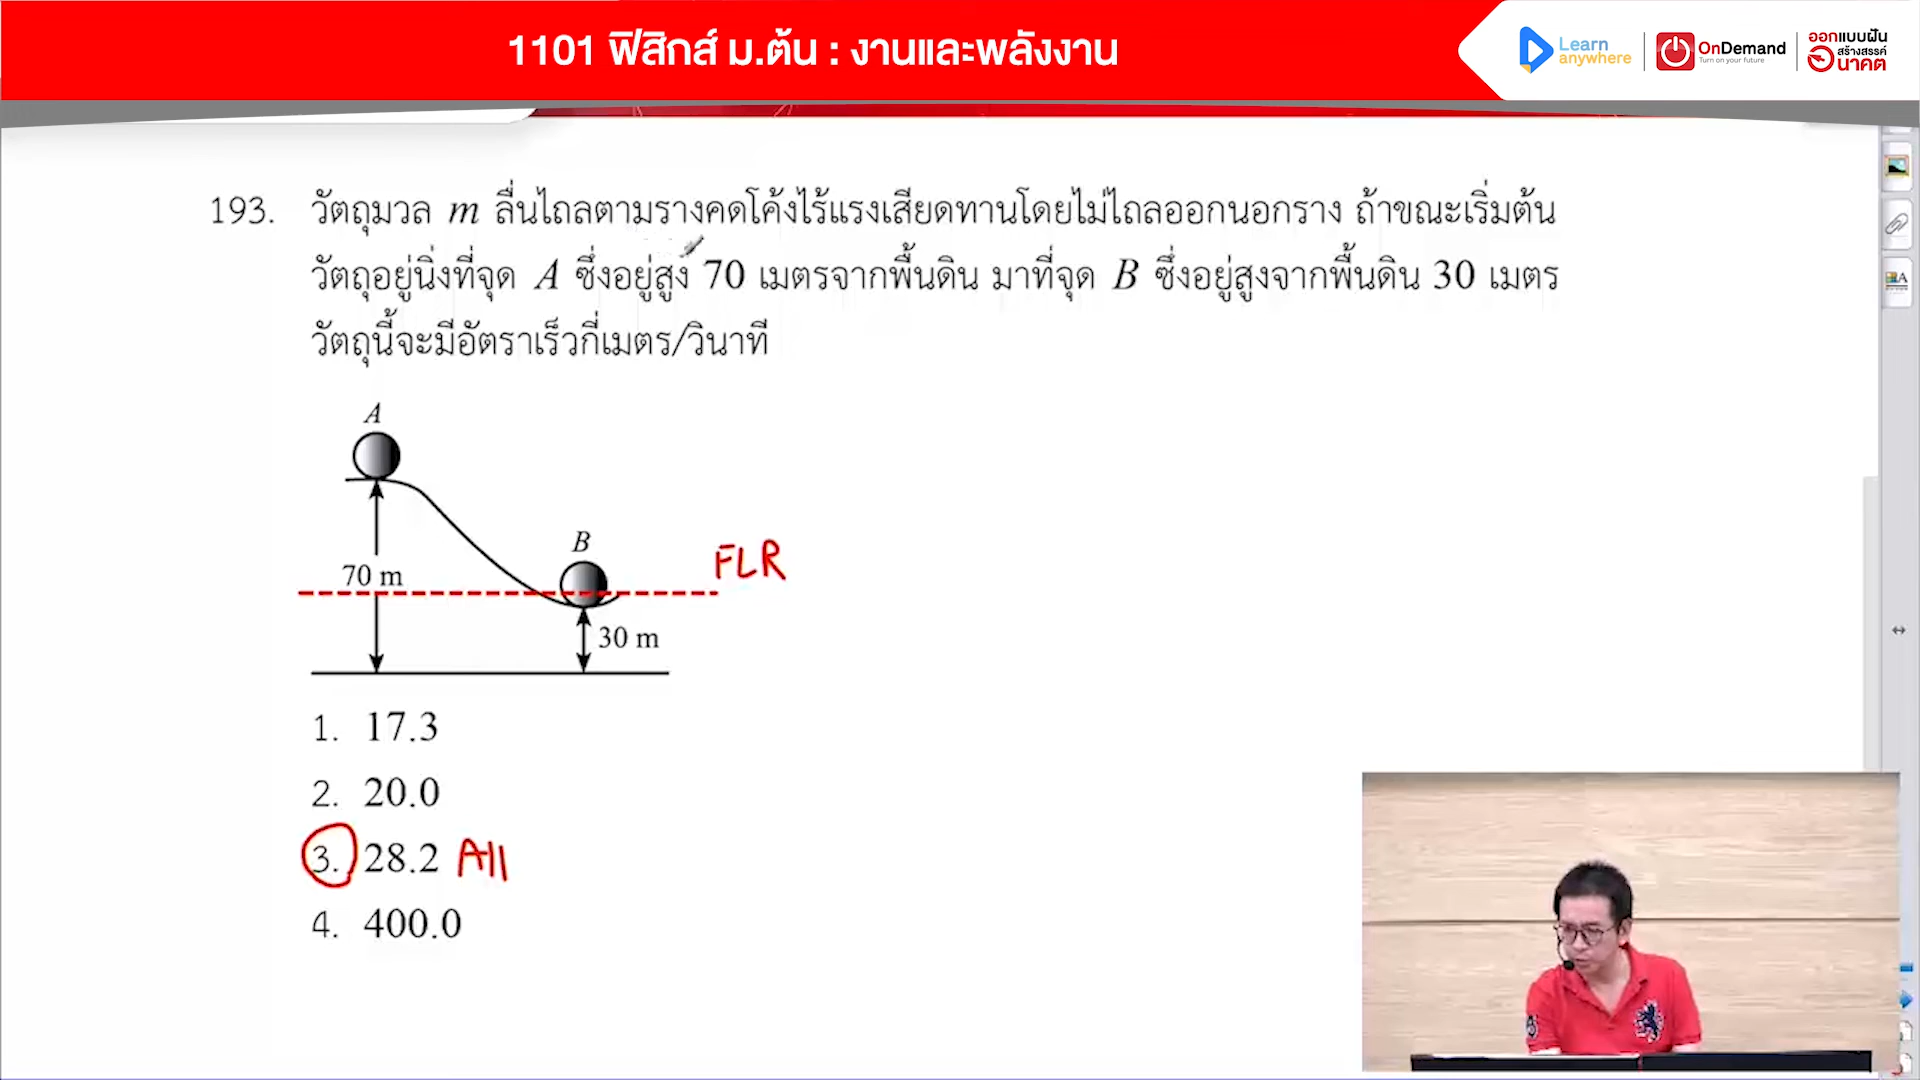 1101 ฟิสิกส์ ม.ต้น : งานและพลังงาน
Learn anywhere
OnDemand
Turn on your future
ออกแบบฝัน
สร้างสรรค์
อนาคต
193. วัตถุมวล m ลื่นไถลตามรางคดโค้งไร้แรงเสียดทานโดยไม่ไถลออกนอกราง ถ้าขณะเริ่มต้น
วัตถุอยู่นิ่งที่จุด A ซึ่งอยู่สูง 70 เมตรจากพื้นดิน มาที่จุด B ซึ่งอยู่สูงจากพื้นดิน 30 เมตร
วัตถุนี้จะมีอัตราเร็วกี่เมตร/วินาที
A
B
FLR
70 m
30 m
1. 17.3
2. 20.0
3. 28.2 All
4. 400.0